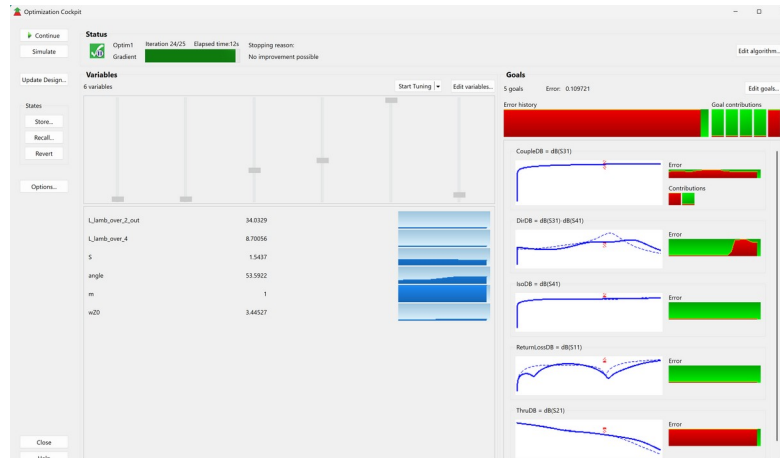 Optimization Cockpit
Continue
Simulate
Update Design...
States
Store...
Recall...
Revert
Options...
Close
Help
Status
Optim1
Gradient
Iteration 24/25 Elapsed time:12s
Stopping reason:
No improvement possible
Edit algorithm...
Variables
6 variables
Start Tuning
Edit variables...
L_lamb_over_2_out 34.0329
L_lamb_over_4 8.70056
S 1.5437
angle 53.5922
m 1
wZ0 3.44527
Goals
5 goals Error: 0.109721
Edit goals...
Error history
Goal contributions
CoupleDB = dB(S31)
Error
Contributions
DirDB = dB(S31)-dB(S41)
Error
IsoDB = dB(S41)
Error
ReturnLossDB = dB(S11)
Error
ThruDB = dB(S21)
Error